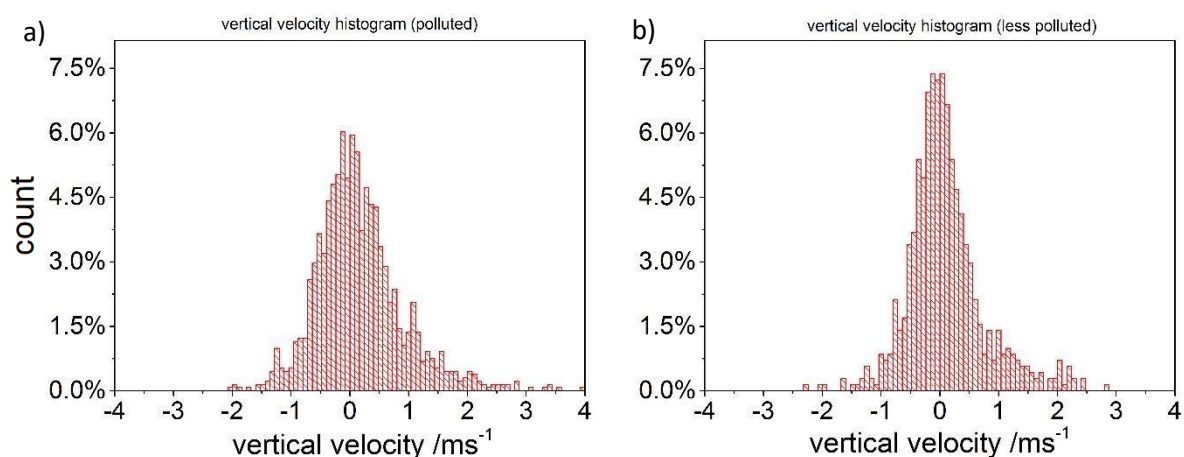 a)
vertical velocity histogram (polluted)
7.5%
6.0%
4.5%
3.0%
1.5%
0.0%
count
-4 -3 -2 -1 0 1 2 3 4
vertical velocity /ms⁻¹
b)
vertical velocity histogram (less polluted)
7.5%
6.0%
4.5%
3.0%
1.5%
0.0%
-4 -3 -2 -1 0 1 2 3 4
vertical velocity /ms⁻¹